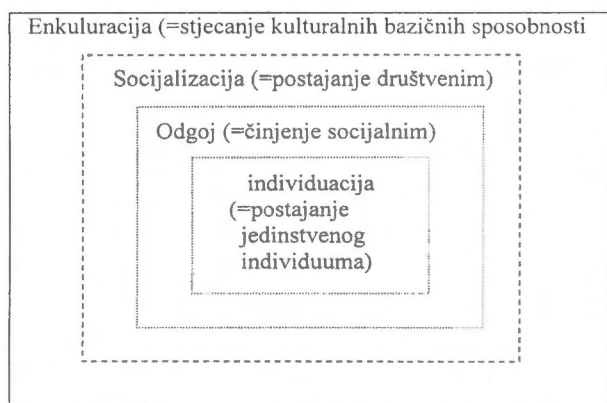 Enkuluracija (=stjecanje kulturalnih bazičnih sposobnosti
Socijalizacija (=postajanje društvenim)
Odgoj (=činjenje socijalnim)
individuacija
(=postajanje
jedinstvenog
individuuma)